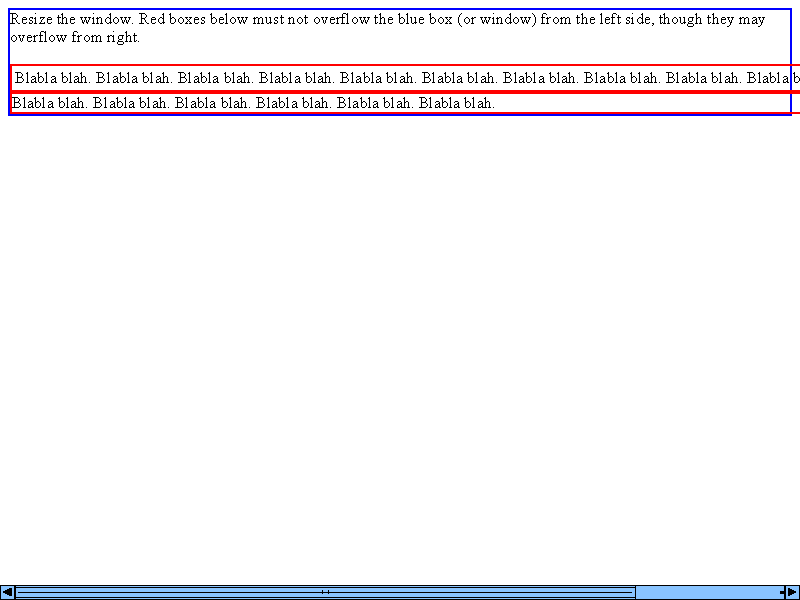 Resize the window. Red boxes below must not overflow the blue box (or window) from the left side, though they may
overflow from right.
Blabla blah. Blabla blah. Blabla blah. Blabla blah. Blabla blah. Blabla blah. Blabla blah. Blabla blah. Blabla blah. Blabla b
Blabla blah. Blabla blah. Blabla blah. Blabla blah. Blabla blah. Blabla blah.